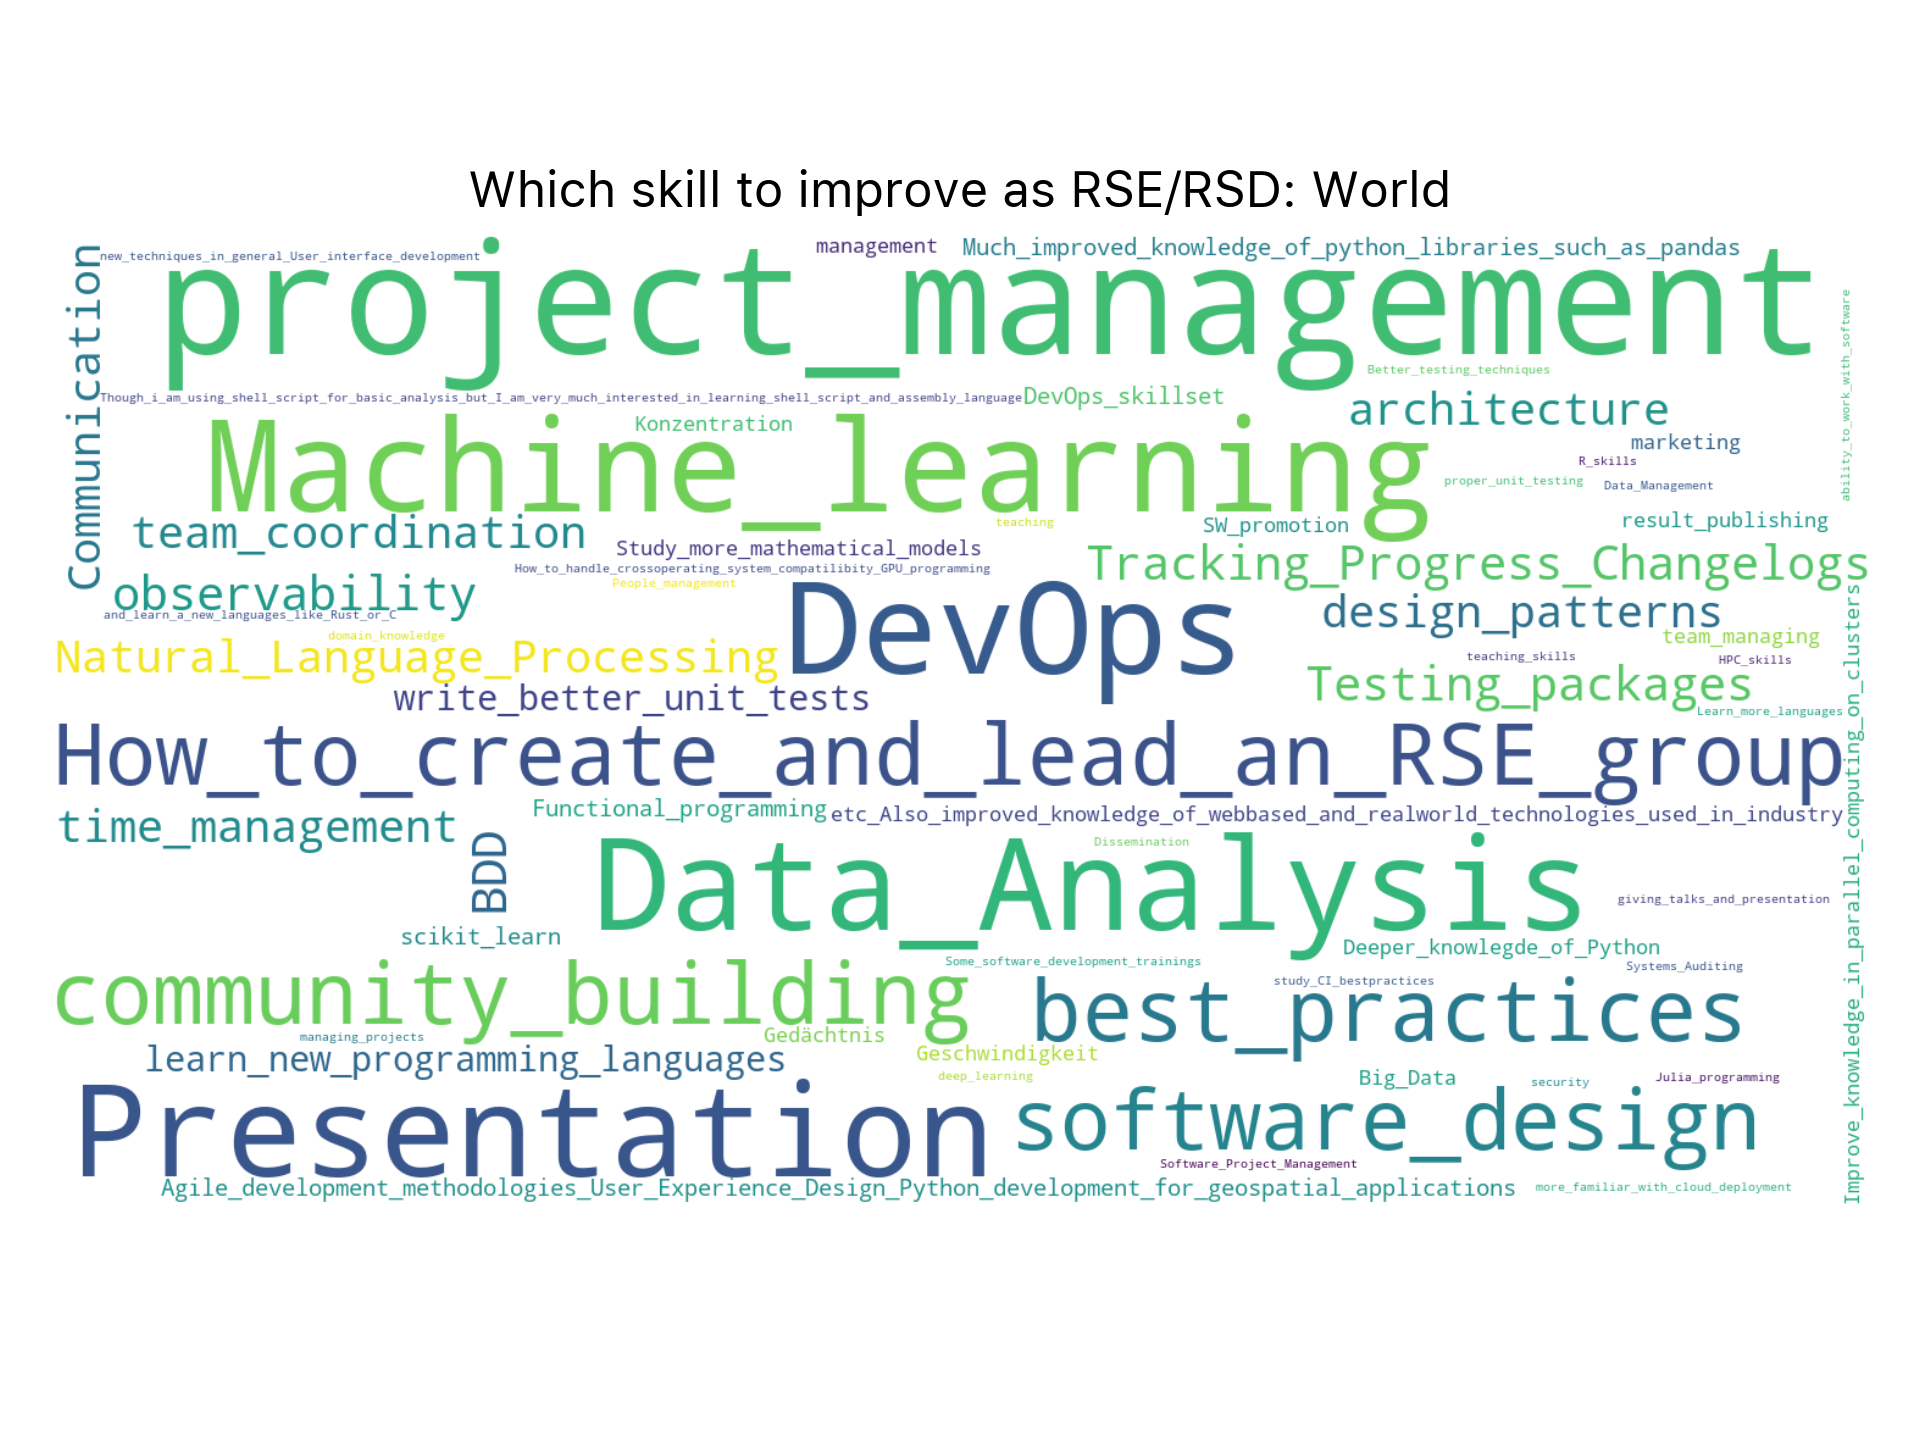 Which skill to improve as RSE/RSD: World
management
Much_improved_knowledge_of_python_libraries_such_as_pandas
new_techniques_in_general_User_interface_development
Communication
project_management
ability_to_work_with_software
Better_testing_techniques
Though_i_am_using_shell_script_for_basic_analysis_but_I_am_very_much_interested_in_learning_shell_script_and_assembly_language
DevOps_skillset
architecture
Konzentration
marketing
Machine_learning
R_skills
proper_unit_testing
Data_Management
teaching
SW_promotion
result_publishing
team_coordination
Study_more_mathematical_models
Tracking_Progress_Changelogs
How_to_handle_crossoperating_system_compatilibity_GPU_programming
People_management
observability
DevOps
design_patterns
and_learn_a_new_languages_like_Rust_or_C
domain_knowledge
team_managing
Natural_Language_Processing
teaching_skills
HPC_skills
Testing_packages
write_better_unit_tests
Learn_more_languages
How_to_create_and_lead_an_RSE_group
Improve_knowledge_in_parallel_computing_on_clusters
Functional_programming
etc_Also_improved_knowledge_of_webbased_and_realworld_technologies_used_in_industry
time_management
Dissemination
BDD
Data_Analysis
giving_talks_and_presentation
scikit_learn
Deeper_knowlegde_of_Python
Some_software_development_trainings
Systems_Auditing
study_CI_bestpractices
community_building
best_practices
managing_projects
Gedächtnis
Geschwindigkeit
learn_new_programming_languages
deep_learning
Big_Data
security
Julia_programming
Presentation
software_design
Software_Project_Management
Agile_development_methodologies_User_Experience_Design_Python_development_for_geospatial_applications
more_familiar_with_cloud_deployment